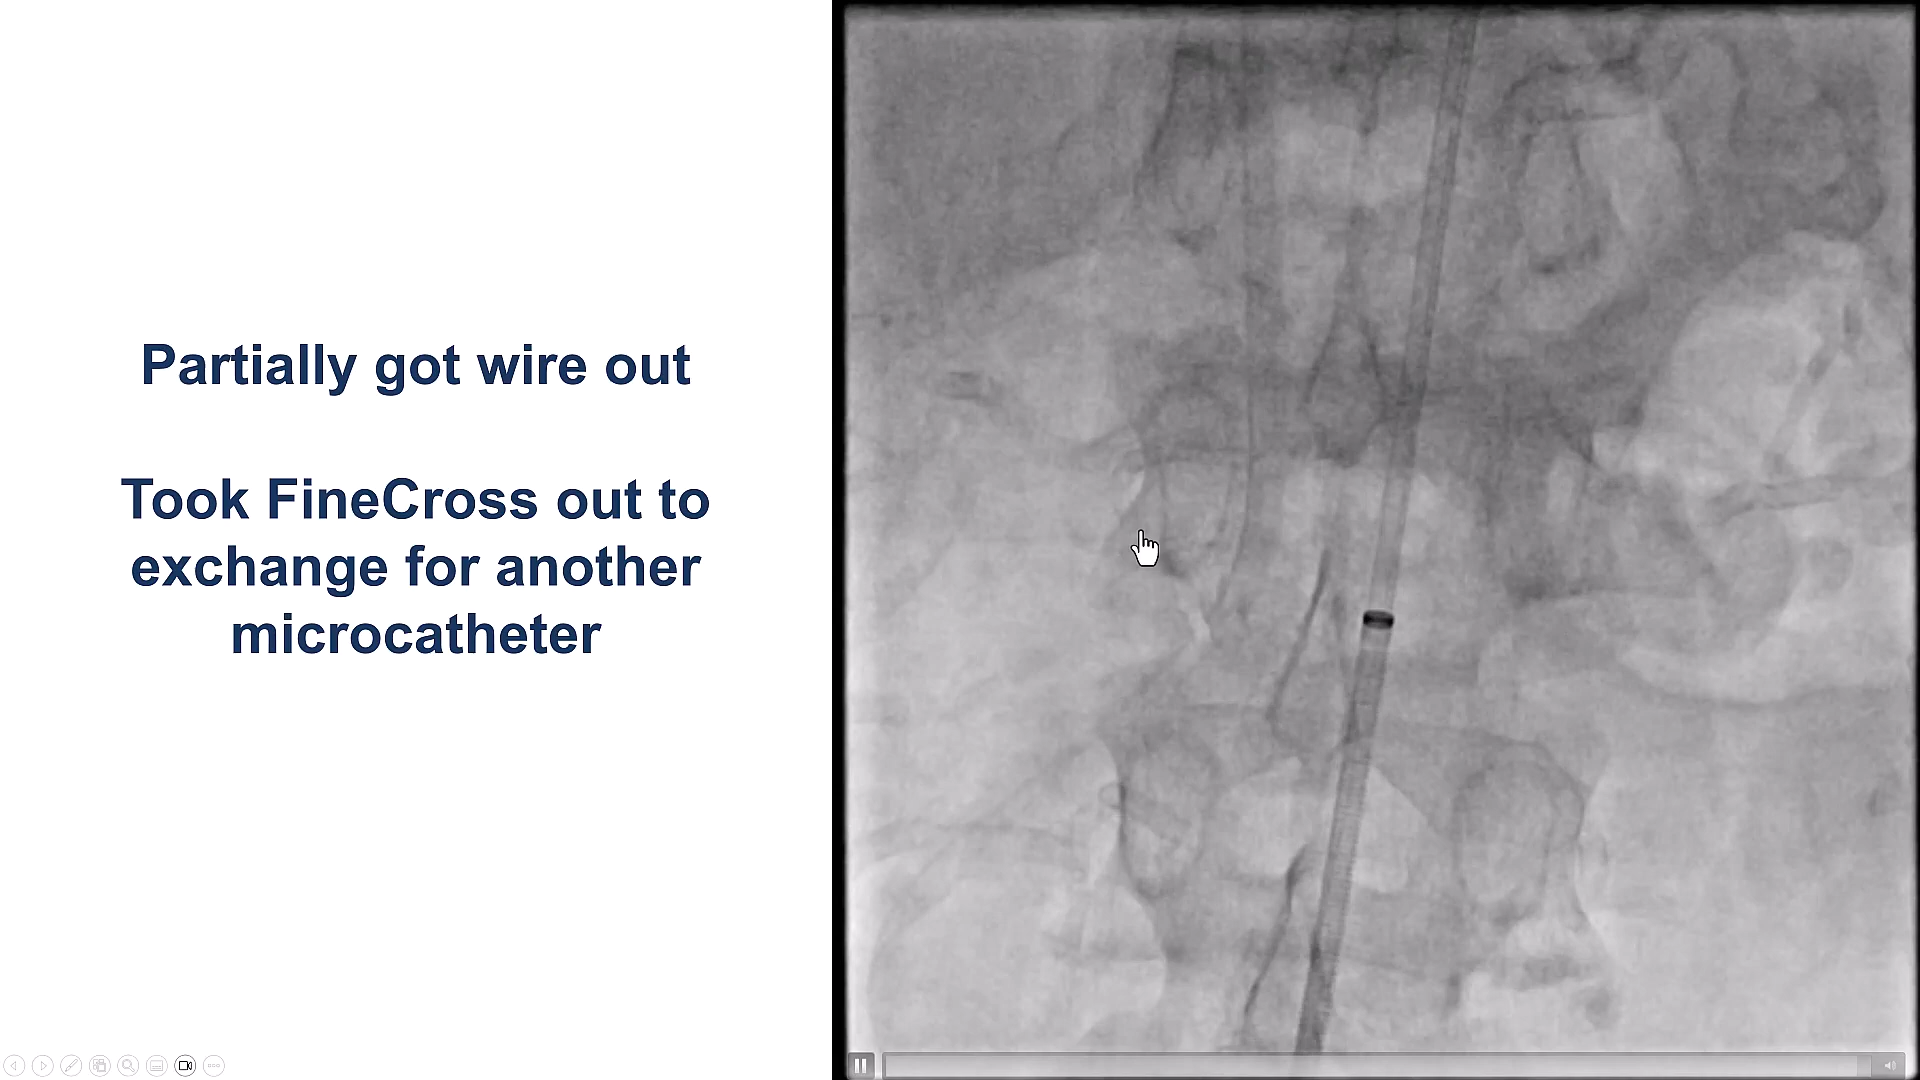 Partially got wire out
Took FineCross out to
exchange for another
microcatheter